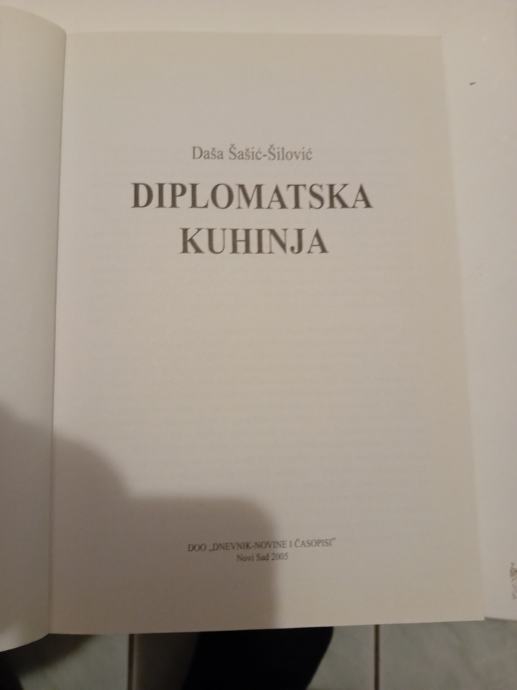 Daša Šašić-Šilović
DIPLOMATSKA
KUHINJA
DOO „DNEVNIK-NOVINE I ČASOPISI”
Novi Sad 2005